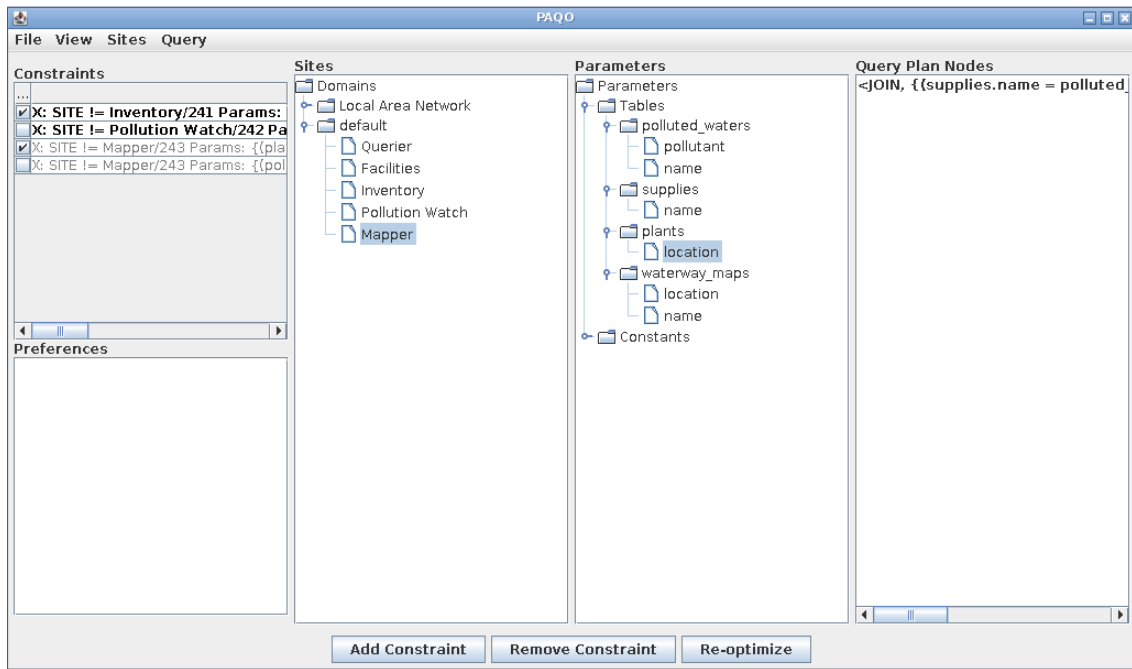 PAQO
File View Sites Query
Constraints
...
X: SITE != Inventory/241 Params:
X: SITE != Pollution Watch/242 Pa
X: SITE != Mapper/243 Params: {(pla
X: SITE != Mapper/243 Params: {(pol
Preferences
Sites
Domains
Local Area Network
default
Querier
Facilities
Inventory
Pollution Watch
Mapper
Parameters
Parameters
Tables
polluted_waters
pollutant
name
supplies
name
plants
location
waterway_maps
location
name
Constants
Query Plan Nodes
<JOIN, {(supplies.name = polluted_
Add Constraint Remove Constraint Re-optimize